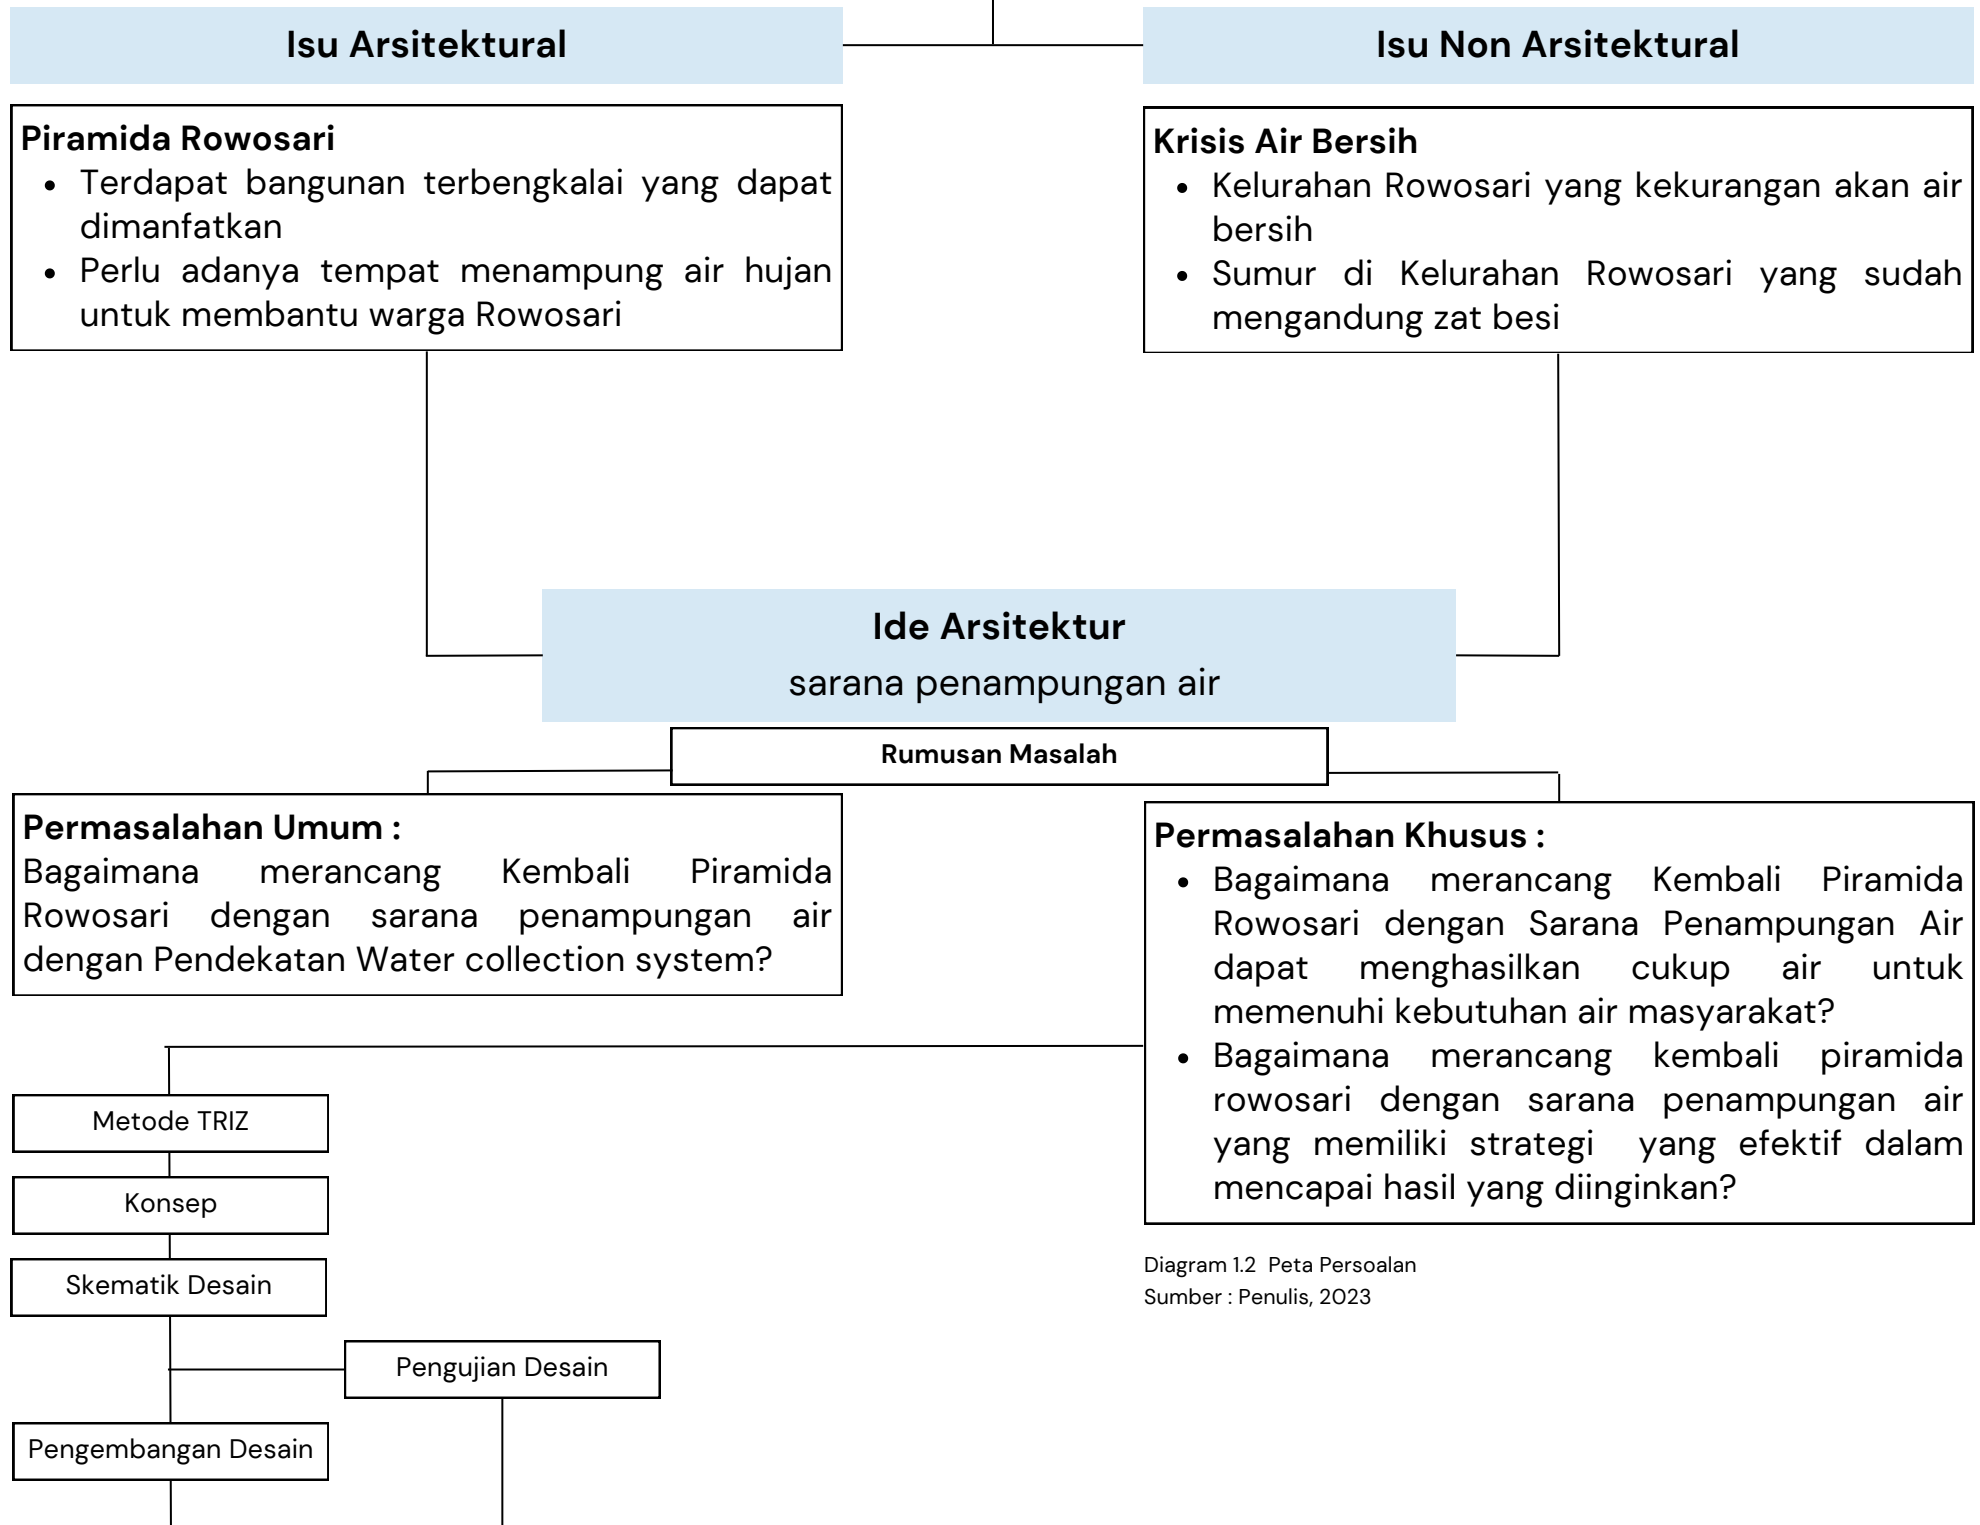 Isu Arsitektural
Isu Non Arsitektural
Piramida Rowosari
• Terdapat bangunan terbengkalai yang dapat
dimanfatkan
• Perlu adanya tempat menampung air hujan
untuk membantu warga Rowosari
Krisis Air Bersih
• Kelurahan Rowosari yang kekurangan akan air
bersih
• Sumur di Kelurahan Rowosari yang sudah
mengandung zat besi
Ide Arsitektur
sarana penampungan air
Rumusan Masalah
Permasalahan Umum :
Bagaimana merancang Kembali Piramida
Rowosari dengan sarana penampungan air
dengan Pendekatan Water collection system?
Permasalahan Khusus :
• Bagaimana merancang Kembali Piramida
Rowosari dengan Sarana Penampungan Air
dapat menghasilkan cukup air untuk
memenuhi kebutuhan air masyarakat?
• Bagaimana merancang kembali piramida
rowosari dengan sarana penampungan air
yang memiliki strategi yang efektif dalam
mencapai hasil yang diinginkan?
Metode TRIZ
Konsep
Skematik Desain
Pengujian Desain
Pengembangan Desain
Diagram 1.2 Peta Persoalan
Sumber : Penulis, 2023